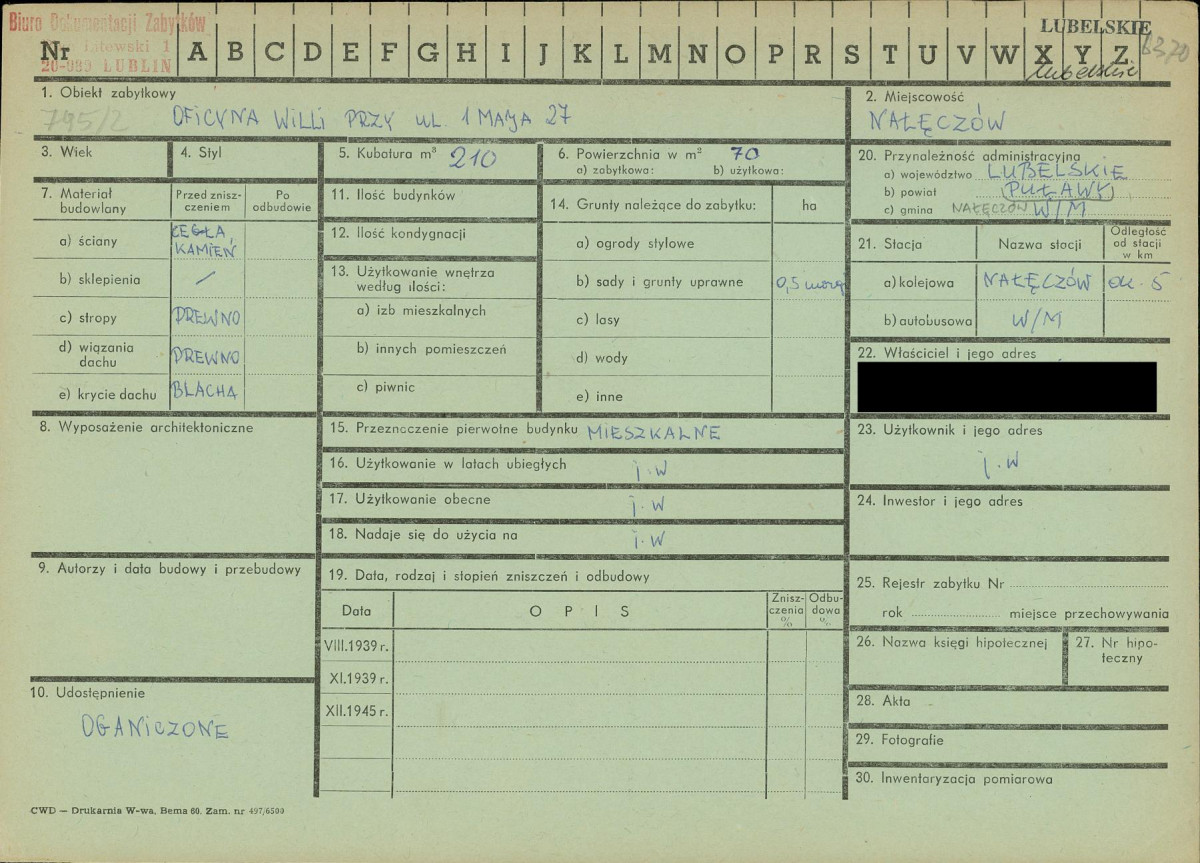 Biuro Dokumentacji Zabytków
20-089 LUBLIN
LUBELSKIE
lubelskie
Nr A B C D E F G H I J K L M N O P R S T U V W X Y Z
1. Obiekt zabytkowy
795/2 OFICYNA WILLI PRZY UL. 1 MAJA 27
2. Miejscowość
NAŁĘCZÓW
3. Wiek
4. Styl
5. Kubatura m³ 210
6. Powierzchnia w m² 70
a) zabytkowa: b) użytkowa:
7. Materiał budowlany
Przed zniszczeniem
Po odbudowie
a) ściany CEGŁA, KAMIEŃ
b) sklepienia /
c) stropy DREWNO
d) wiązania dachu DREWNO
e) krycie dachu BLACHA
8. Wyposażenie architektoniczne
9. Autorzy i data budowy i przebudowy
10. Udostępnienie
OGANICZONE
11. Ilość budynków
12. Ilość kondygnacji
13. Użytkowanie wnętrza według ilości:
a) izb mieszkalnych
b) innych pomieszczeń
c) piwnic
14. Grunty należące do zabytku: ha
a) ogrody stylowe
b) sady i grunty uprawne 0,5 morgi
c) lasy
d) wody
e) inne
15. Przeznaczenie pierwotne budynku MIESZKALNE
16. Użytkowanie w latach ubiegłych j.w
17. Użytkowanie obecne j.w
18. Nadaje się do użycia na j.w
19. Data, rodzaj i stopień zniszczeń i odbudowy
Data OPIS Zniszczenia % Odbudowa %
VIII.1939 r.
XI.1939 r.
XII.1945 r.
20. Przynależność administracyjna
a) województwo LUBELSKIE
b) powiat PUŁAWY
c) gmina NAŁĘCZÓW W/M
21. Stacja Nazwa stacji Odległość od stacji w km
a) kolejowa NAŁĘCZÓW ok. 5
b) autobusowa W/M
22. Właściciel i jego adres
23. Użytkownik i jego adres
j.w
24. Inwestor i jego adres
25. Rejestr zabytku Nr
rok miejsce przechowywania
26. Nazwa księgi hipotecznej
27. Nr hipoteczny
28. Akta
29. Fotografie
30. Inwentaryzacja pomiarowa
CWD — Drukarnia W-wa, Bema 60. Zam. nr 497/6500